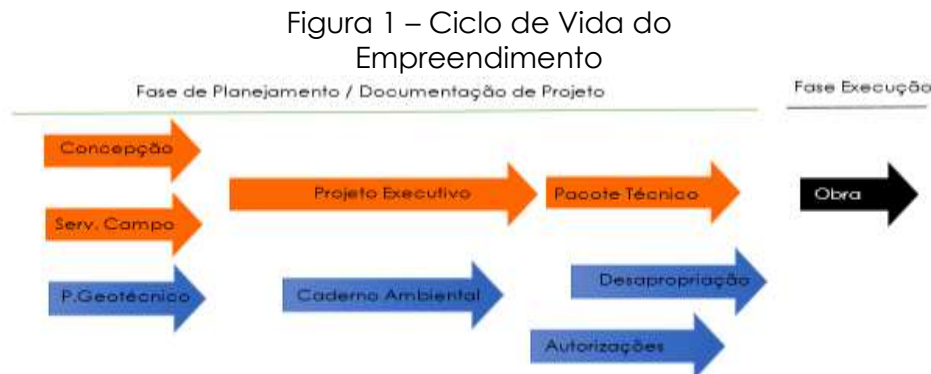 Figura 1 – Ciclo de Vida do
Empreendimento
Fase de Planejamento / Documentação de Projeto
Fase Execução
Concepção
Projeto Executivo
Pacote Técnico
Obra
Serv. Campo
P.Geotécnico
Caderno Ambiental
Desapropriação
Autorizações